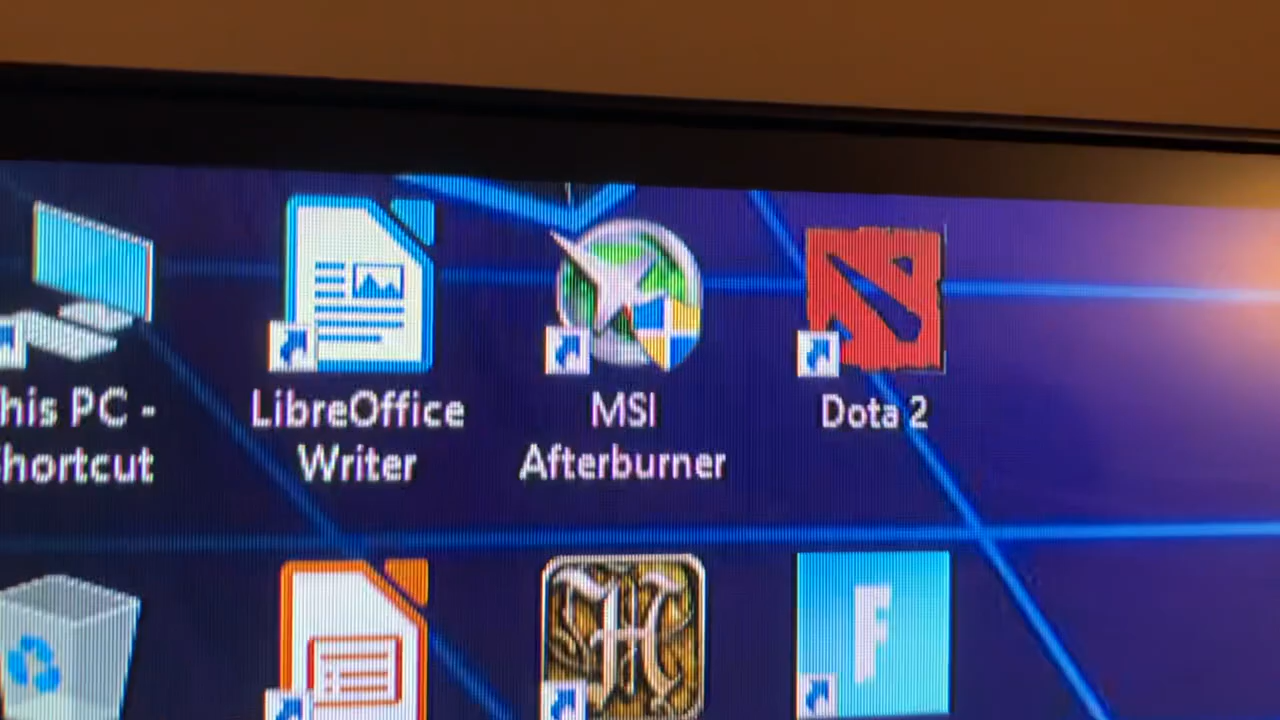 his PC -
hortcut
LibreOffice
Writer
MSI
Afterburner
Dota 2
H
F